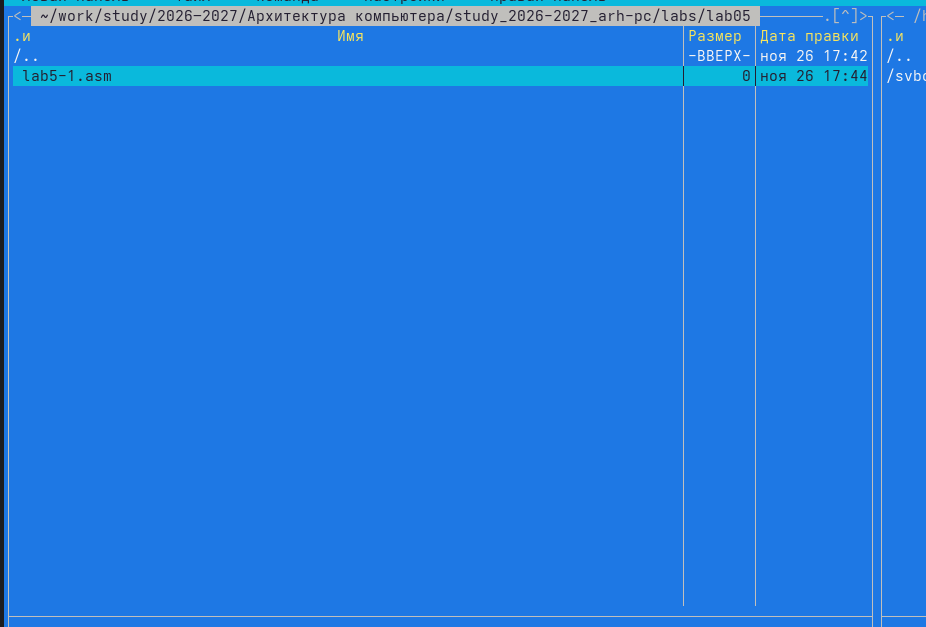 <─ ~/work/study/2026-2027/Архитектура компьютера/study_2026-2027_arh-pc/labs/lab05 ─.[^]>
<─ /h
.и Имя Размер Дата правки
.и
/.. -ВВЕРХ- ноя 26 17:42
/..
lab5-1.asm 0 ноя 26 17:44